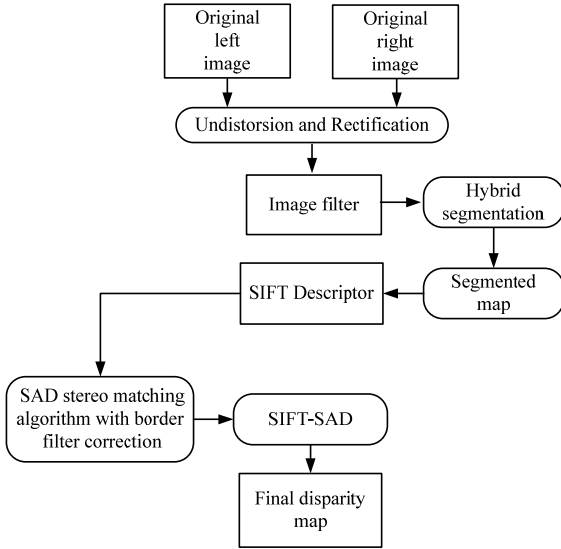 Original
left
image
Original
right
image
Undistorsion and Rectification
Image filter
Hybrid
segmentation
SIFT Descriptor
Segmented
map
SAD stereo matching
algorithm with border
filter correction
SIFT-SAD
Final disparity
map